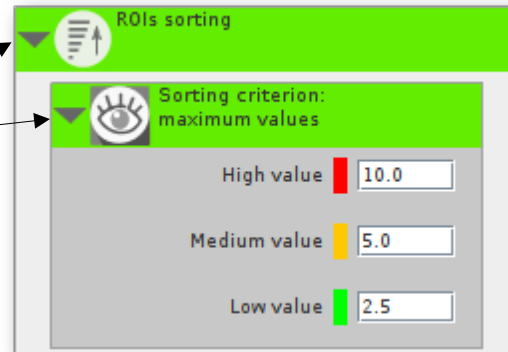 ROIs sorting
Sorting criterion:
maximum values
High value 10.0
Medium value 5.0
Low value 2.5